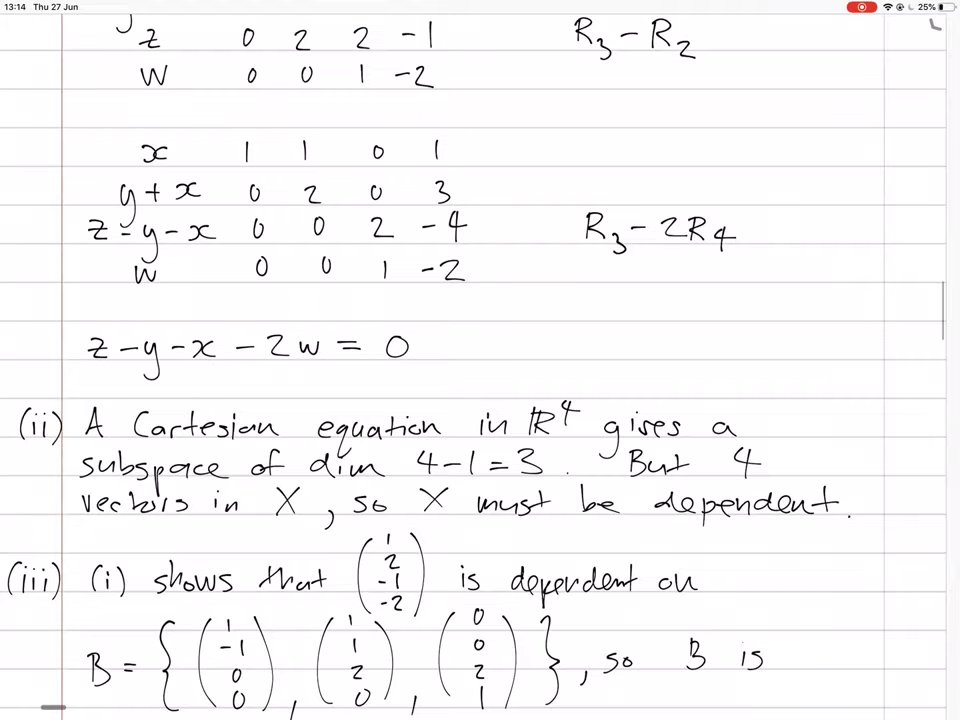 13:14 Thu 27 Jun 25%
z 0 2 2 -1 R₃ - R₂
w 0 0 1 -2
x 1 1 0 1
y + x 0 2 0 3
z - y - x 0 0 2 -4 R₃ - 2R₄
w 0 0 1 -2
z - y - x - 2w = 0
(ii) A Cartesian equation in ℝ⁴ gives a
subspace of dim 4-1=3. But 4
vectors in X, so X must be dependent.
(iii) (i) shows that (1 2 -1 -2) is dependent on
B = { (1 -1 0 0), (1 1 2 0), (0 0 2 1) }, so B is